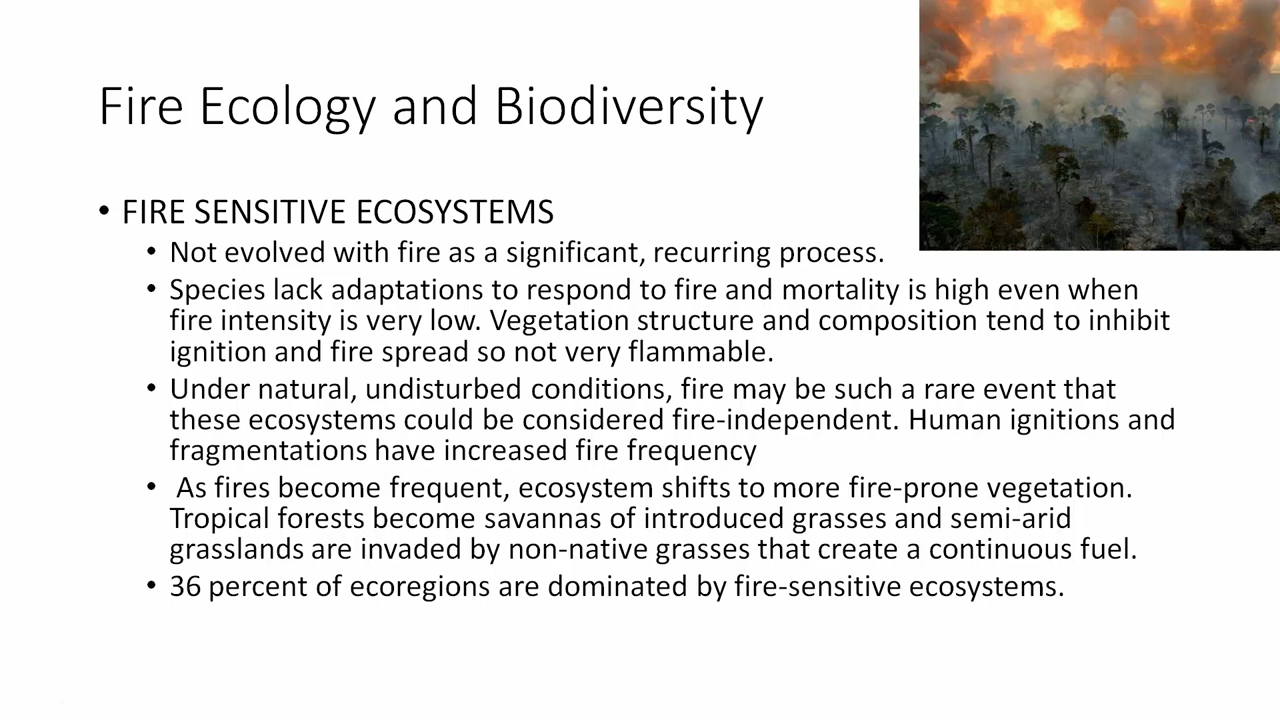 Fire Ecology and Biodiversity
• FIRE SENSITIVE ECOSYSTEMS
• Not evolved with fire as a significant, recurring process.
• Species lack adaptations to respond to fire and mortality is high even when
fire intensity is very low. Vegetation structure and composition tend to inhibit
ignition and fire spread so not very flammable.
• Under natural, undisturbed conditions, fire may be such a rare event that
these ecosystems could be considered fire-independent. Human ignitions and
fragmentations have increased fire frequency
• As fires become frequent, ecosystem shifts to more fire-prone vegetation.
Tropical forests become savannas of introduced grasses and semi-arid
grasslands are invaded by non-native grasses that create a continuous fuel.
• 36 percent of ecoregions are dominated by fire-sensitive ecosystems.